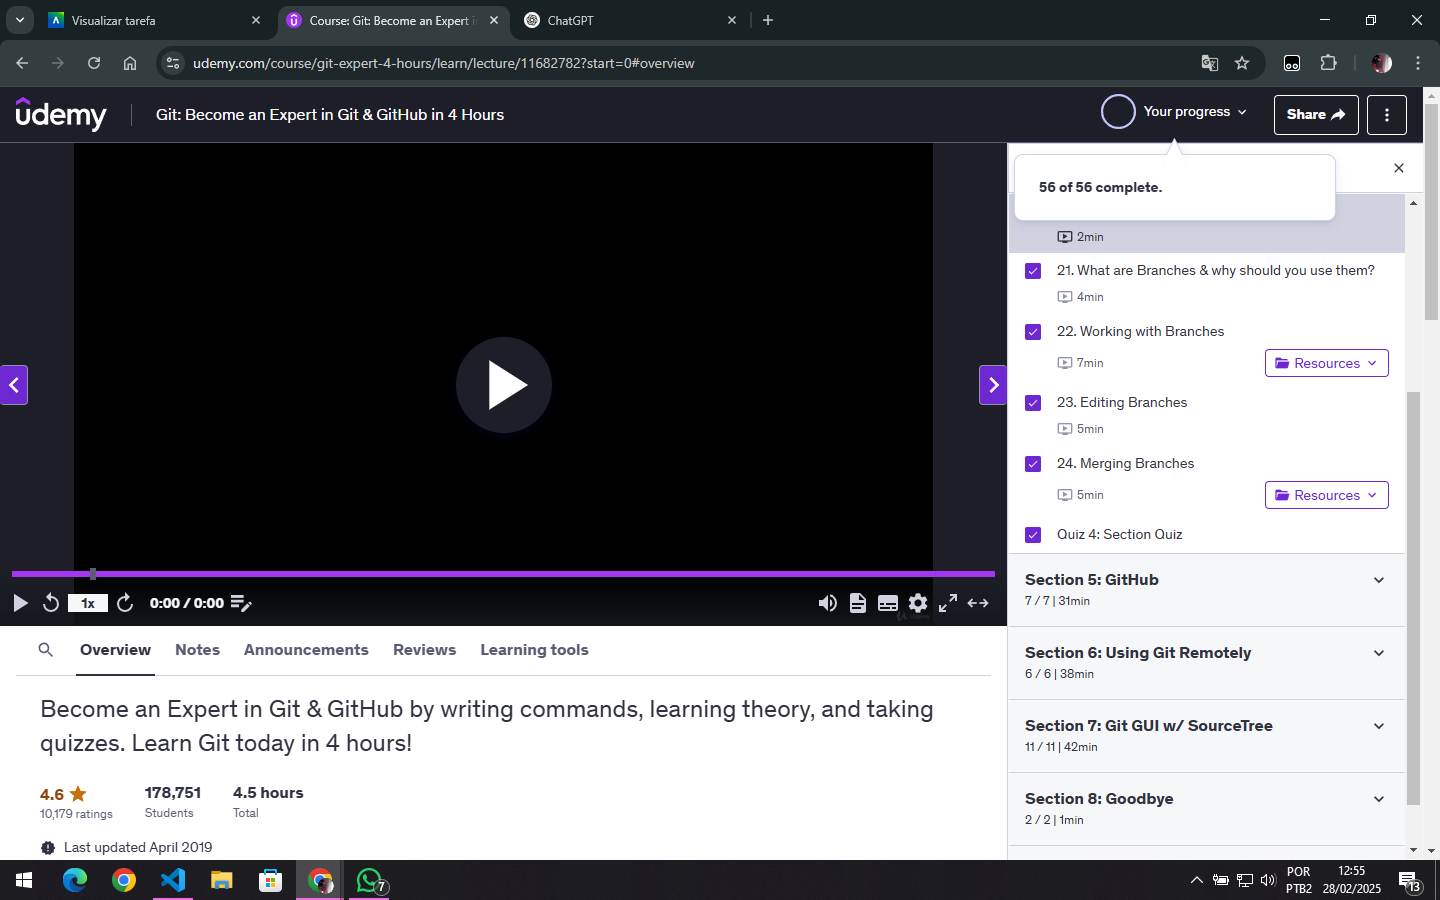 Visualizar tarefa
Course: Git: Become an Expert i
ChatGPT
udemy.com/course/git-expert-4-hours/learn/lecture/11682782?start=0#overview
udemy
Git: Become an Expert in Git & GitHub in 4 Hours
Your progress
Share
56 of 56 complete.
2min
21. What are Branches & why should you use them?
4min
22. Working with Branches
7min
Resources
23. Editing Branches
5min
24. Merging Branches
5min
Resources
Quiz 4: Section Quiz
Section 5: GitHub
7 / 7 | 31min
Section 6: Using Git Remotely
6 / 6 | 38min
Section 7: Git GUI w/ SourceTree
11 / 11 | 42min
Section 8: Goodbye
2 / 2 | 1min
1x
0:00 / 0:00
Overview
Notes
Announcements
Reviews
Learning tools
Become an Expert in Git & GitHub by writing commands, learning theory, and taking
quizzes. Learn Git today in 4 hours!
4.6
10,179 ratings
178,751
Students
4.5 hours
Total
Last updated April 2019
7
POR
PTB2
12:55
28/02/2025
13